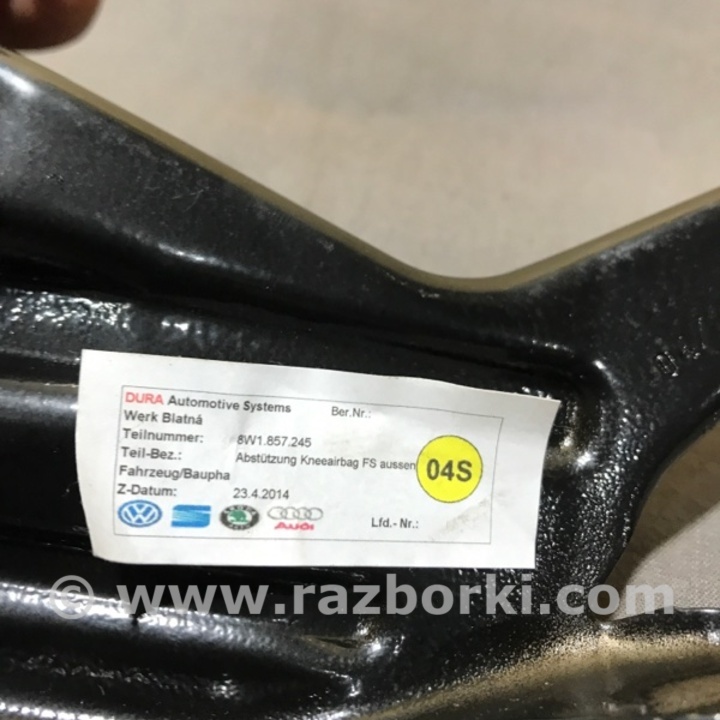 DURA Automotive Systems Ber.Nr.:
Werk Blatná
Teilnummer: 8W1.857.245
Teil-Bez.: Abstützung Kneeairbag FS aussen
Fahrzeug/Baupha
04S
Z-Datum: 23.4.2014
Audi
Lfd.- Nr.:
© www.razborki.com